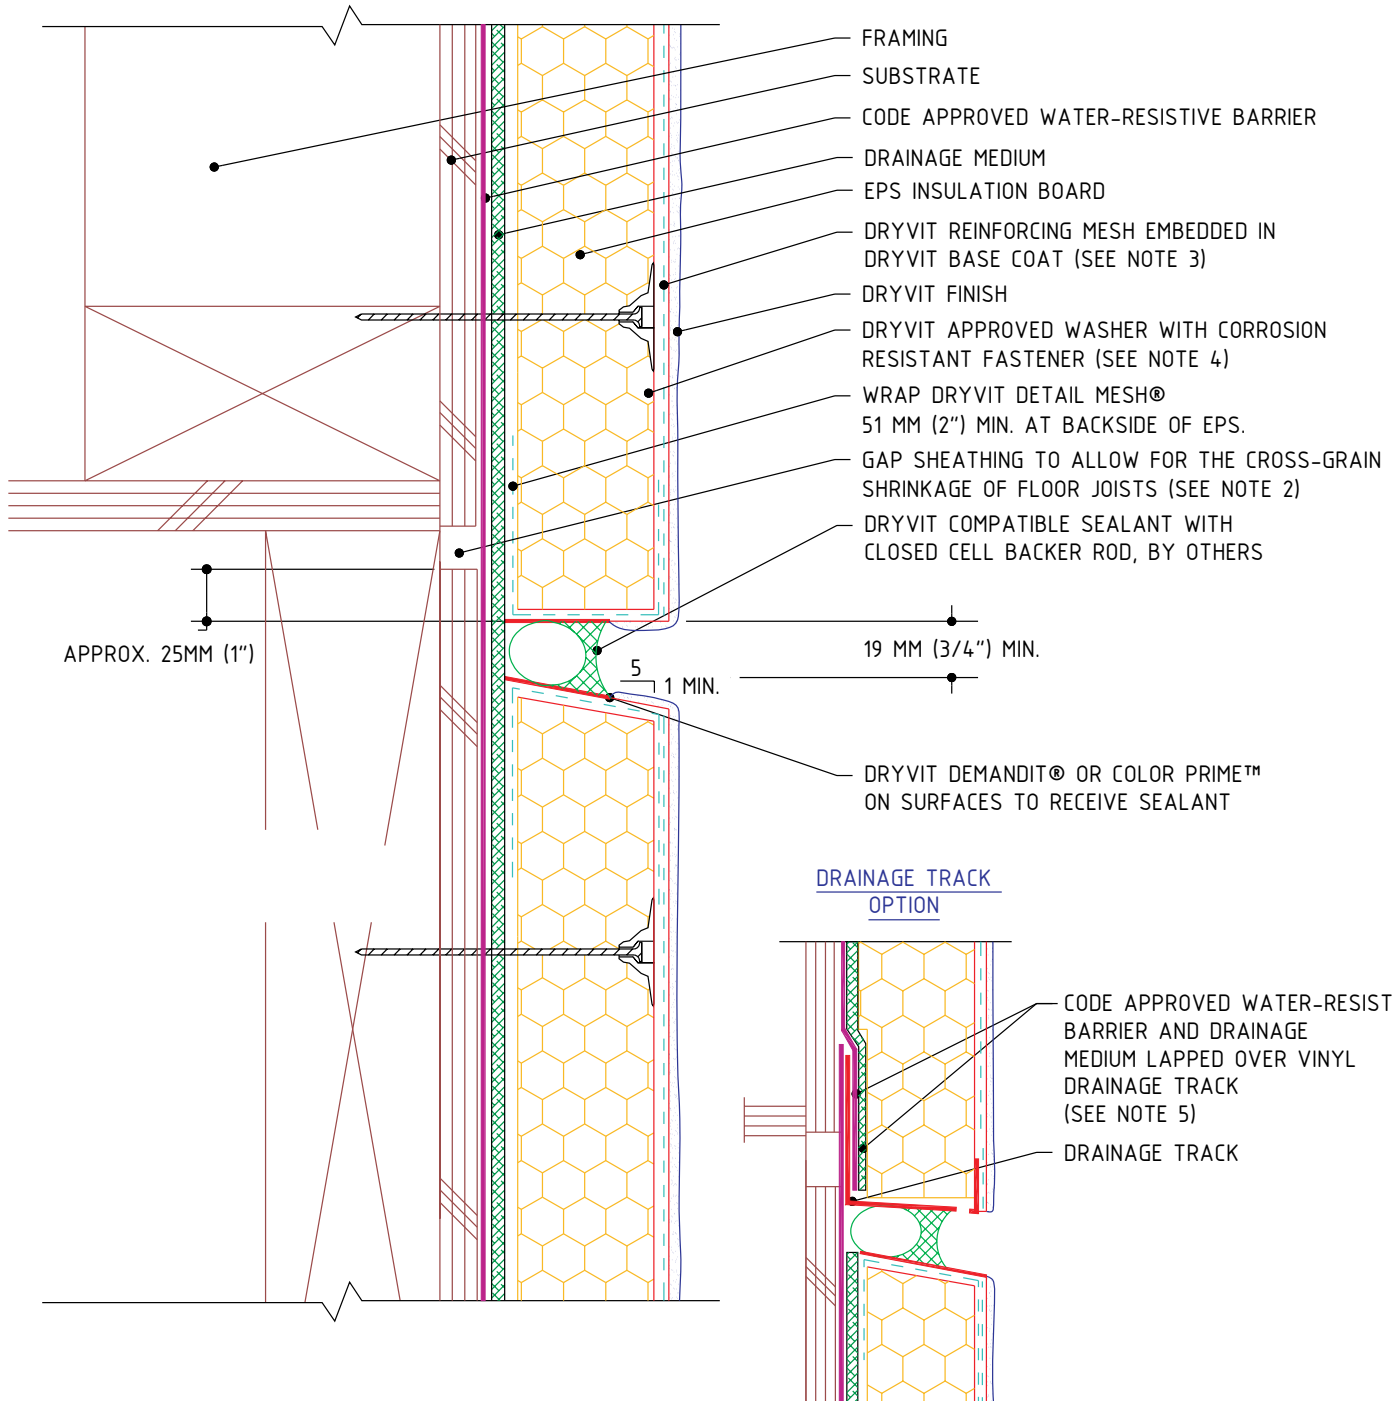 FRAMING
SUBSTRATE
CODE APPROVED WATER-RESISTIVE BARRIER
DRAINAGE MEDIUM
EPS INSULATION BOARD
DRYVIT REINFORCING MESH EMBEDDED IN
DRYVIT BASE COAT (SEE NOTE 3)
DRYVIT FINISH
DRYVIT APPROVED WASHER WITH CORROSION
RESISTANT FASTENER (SEE NOTE 4)
WRAP DRYVIT DETAIL MESH®
51 MM (2") MIN. AT BACKSIDE OF EPS.
GAP SHEATHING TO ALLOW FOR THE CROSS-GRAIN
SHRINKAGE OF FLOOR JOISTS (SEE NOTE 2)
DRYVIT COMPATIBLE SEALANT WITH
CLOSED CELL BACKER ROD, BY OTHERS
APPROX. 25MM (1")
19 MM (3/4") MIN.
5
1 MIN.
DRYVIT DEMANDIT® OR COLOR PRIME™
ON SURFACES TO RECEIVE SEALANT
DRAINAGE TRACK
OPTION
CODE APPROVED WATER-RESIST
BARRIER AND DRAINAGE
MEDIUM LAPPED OVER VINYL
DRAINAGE TRACK
(SEE NOTE 5)
DRAINAGE TRACK